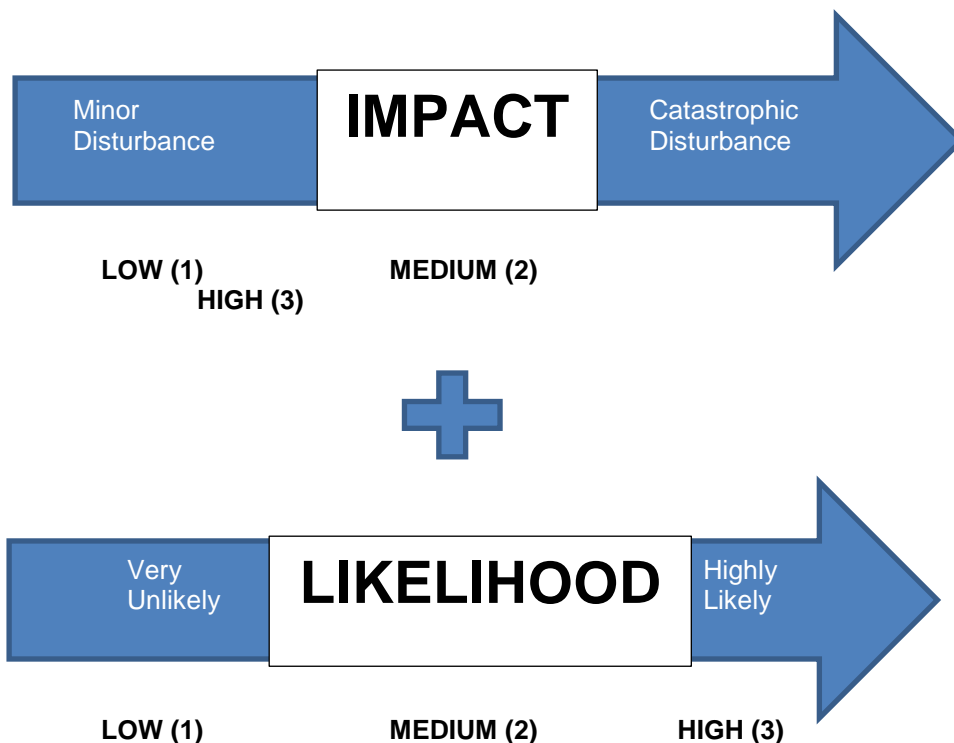 Minor
Disturbance
IMPACT
Catastrophic
Disturbance
LOW (1) MEDIUM (2)
HIGH (3)
Very
Unlikely
LIKELIHOOD
Highly
Likely
LOW (1) MEDIUM (2) HIGH (3)